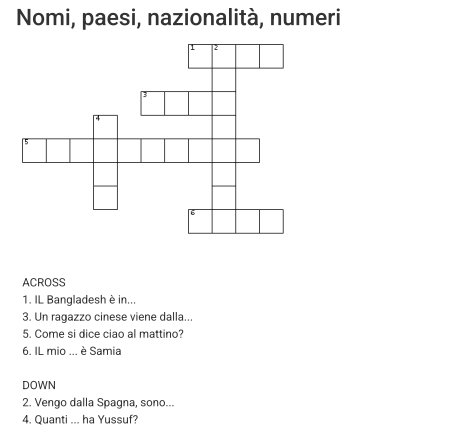 Nomi, paesi, nazionalità, numeri
1 2
3
4
5
6
ACROSS
1. IL Bangladesh è in...
3. Un ragazzo cinese viene dalla...
5. Come si dice ciao al mattino?
6. IL mio ... è Samia
DOWN
2. Vengo dalla Spagna, sono...
4. Quanti ... ha Yussuf?